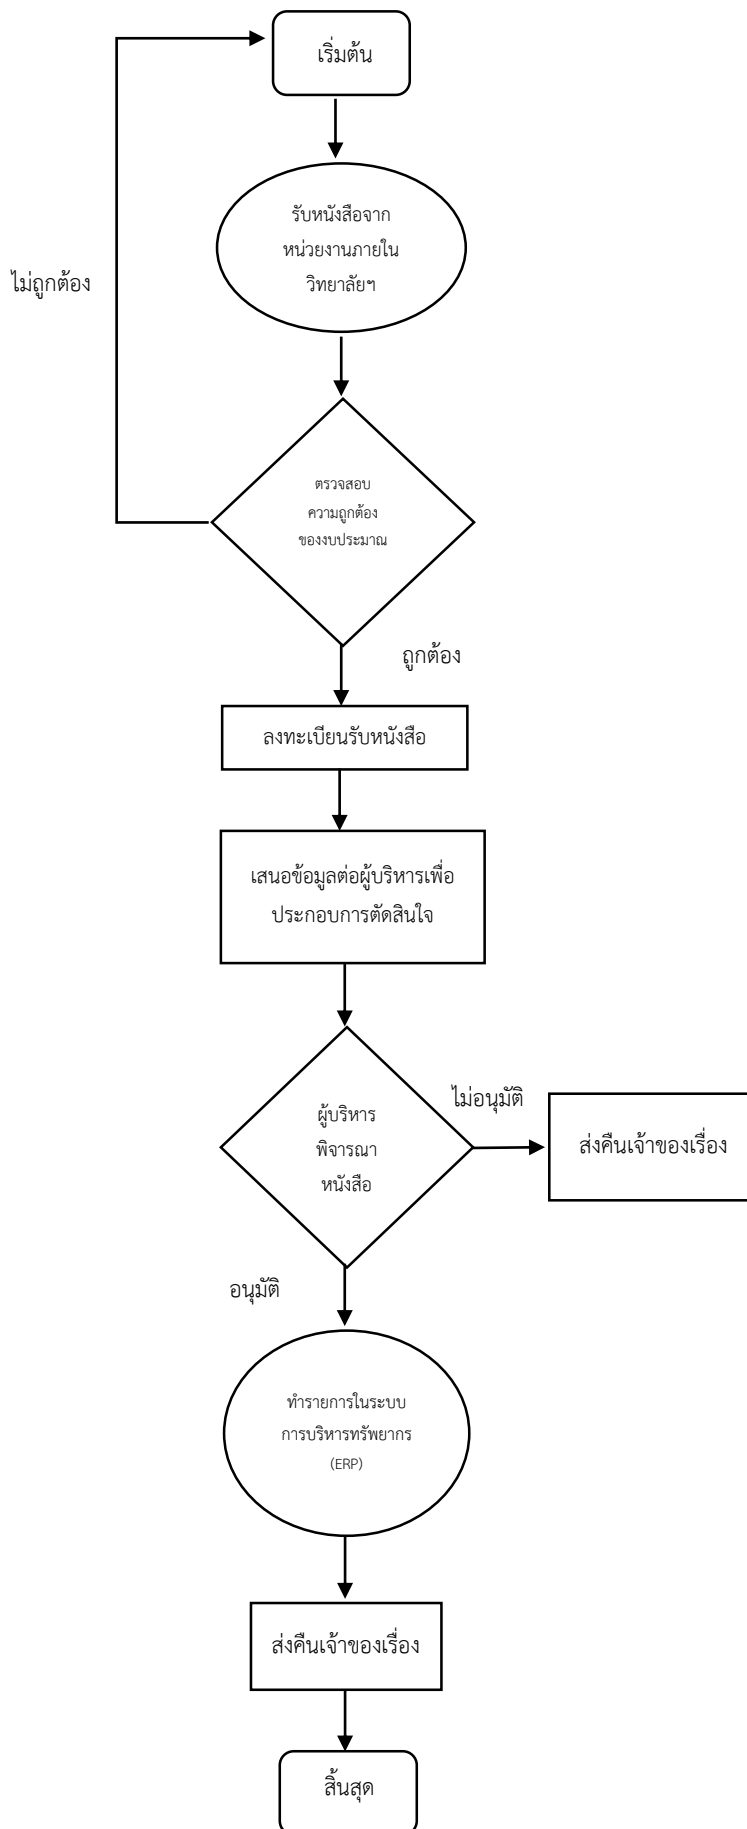 เริ่มต้น
รับหนังสือจาก
หน่วยงานภายใน
วิทยาลัยฯ
ไม่ถูกต้อง
ตรวจสอบ
ความถูกต้อง
ของงบประมาณ
ถูกต้อง
ลงทะเบียนรับหนังสือ
เสนอข้อมูลต่อผู้บริหารเพื่อ
ประกอบการตัดสินใจ
ผู้บริหาร
พิจารณา
หนังสือ
ไม่อนุมัติ
ส่งคืนเจ้าของเรื่อง
อนุมัติ
ทำรายการในระบบ
การบริหารทรัพยากร
(ERP)
ส่งคืนเจ้าของเรื่อง
สิ้นสุด